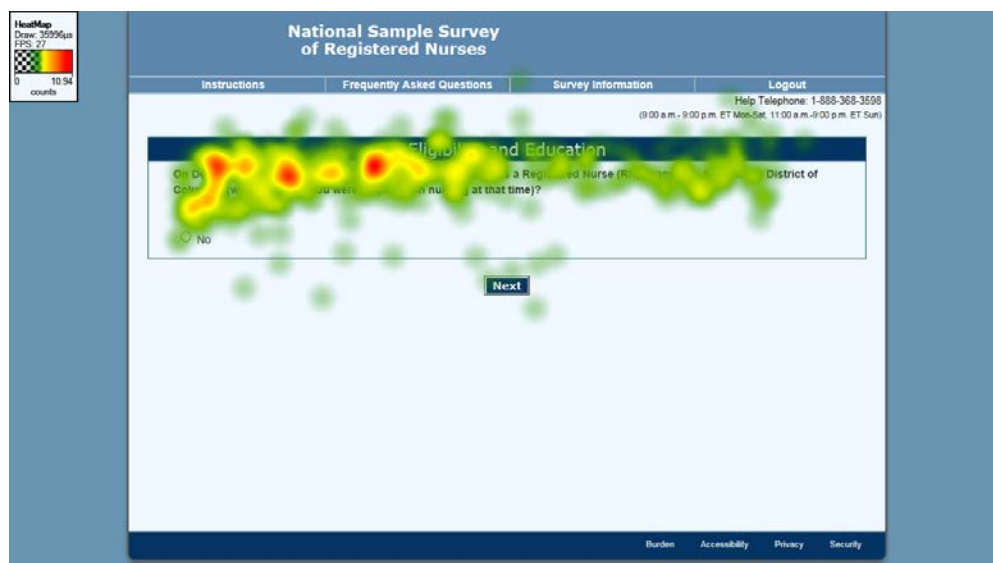 HeatMap
Draw: 35996µs
FPS: 27
0 10.94
counts
National Sample Survey
of Registered Nurses
Instructions Frequently Asked Questions Survey Information Logout
Help Telephone: 1-888-368-3598
(9:00 a.m.- 9:00 p.m. ET Mon-Sat, 11:00 a.m.-9:00 p.m. ET Sun)
and Education
On a Registered Nurse District of
were at that time)?
No
Next
Burden Accessibility Privacy Security